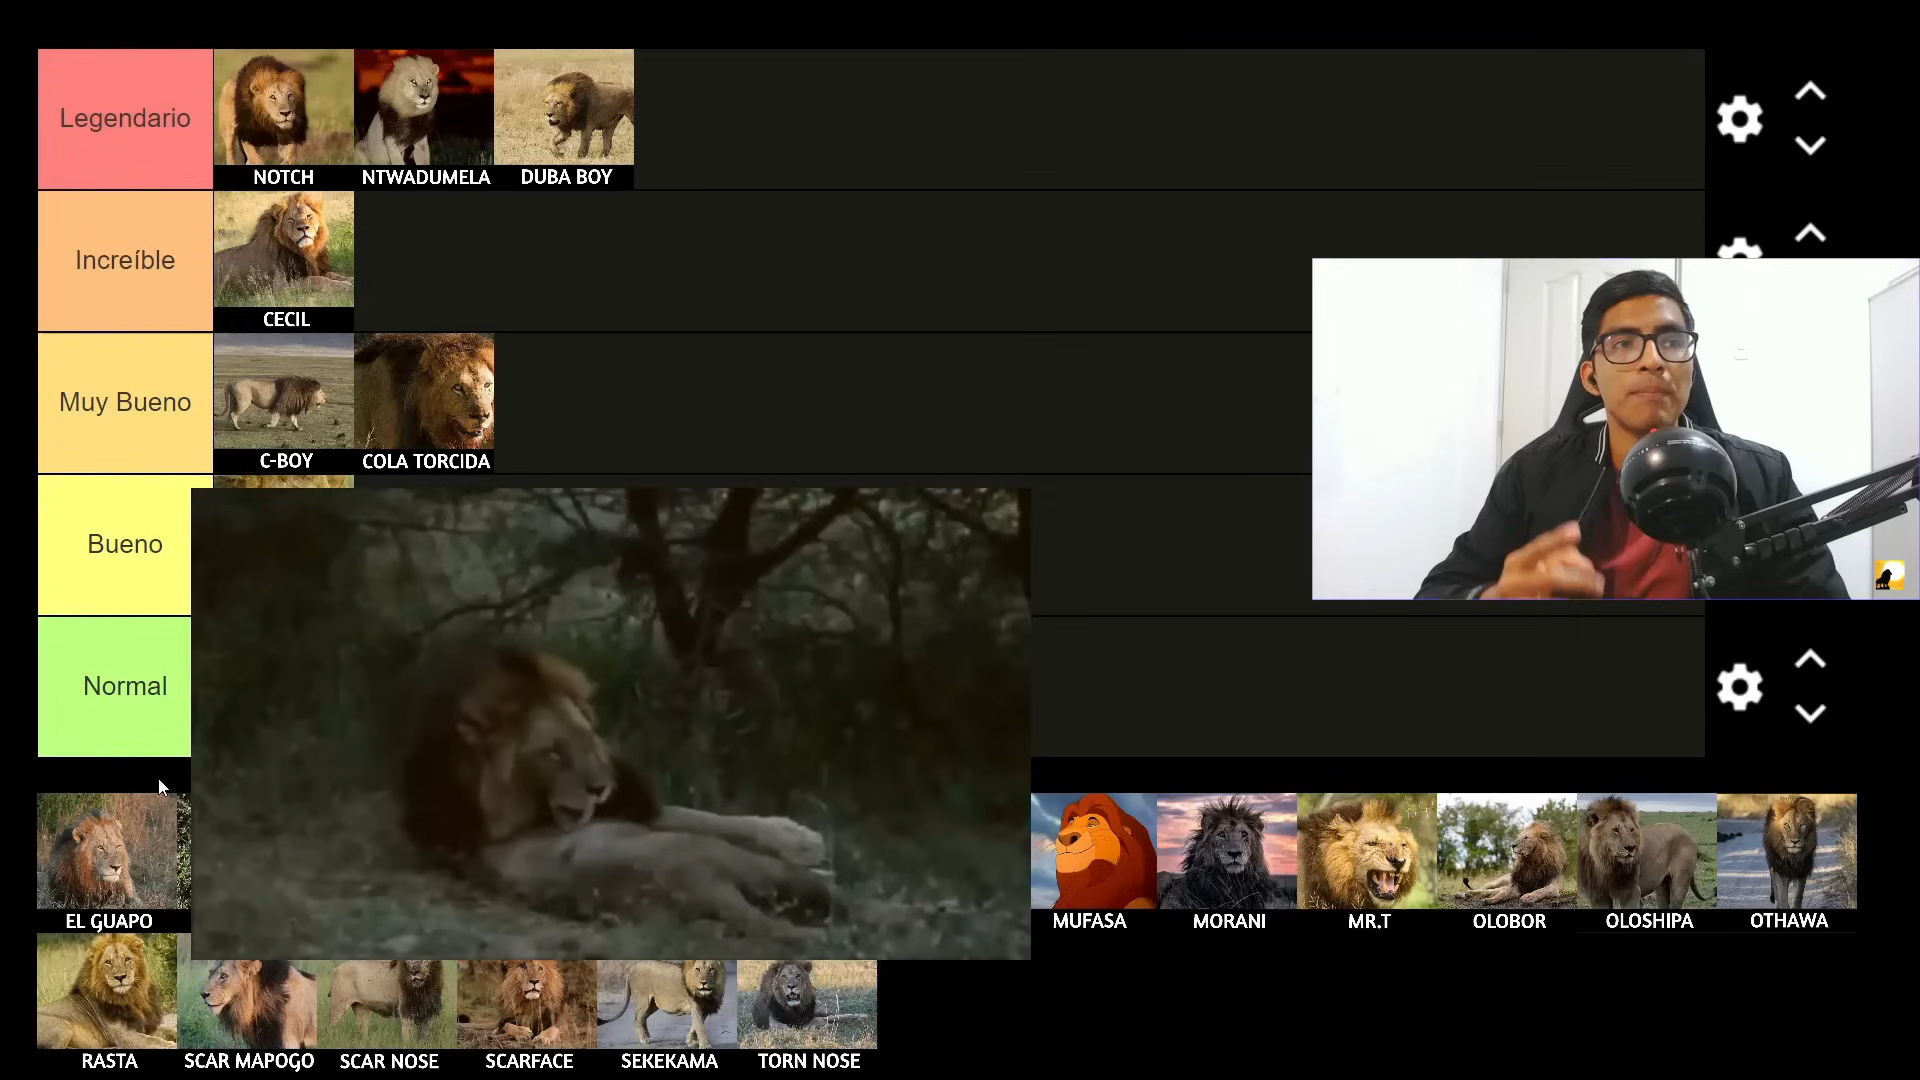 Legendario
NOTCH
NTWADUMELA
DUBA BOY
Increíble
CECIL
Muy Bueno
C-BOY
COLA TORCIDA
Bueno
Normal
EL GUAPO
MUFASA
MORANI
MR.T
OLOBOR
OLOSHIPA
OTHAWA
RASTA
SCAR MAPOGO
SCAR NOSE
SCARFACE
SEKEKAMA
TORN NOSE